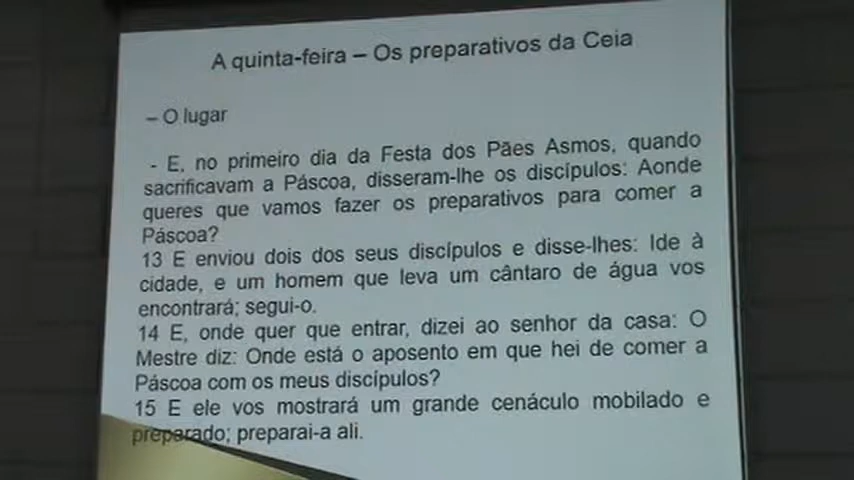 A quinta-feira – Os preparativos da Ceia
– O lugar
- E, no primeiro dia da Festa dos Pães Asmos, quando
sacrificavam a Páscoa, disseram-lhe os discípulos: Aonde
queres que vamos fazer os preparativos para comer a
Páscoa?
13 E enviou dois dos seus discípulos e disse-lhes: Ide à
cidade, e um homem que leva um cântaro de água vos
encontrará; segui-o.
14 E, onde quer que entrar, dizei ao senhor da casa: O
Mestre diz: Onde está o aposento em que hei de comer a
Páscoa com os meus discípulos?
15 E ele vos mostrará um grande cenáculo mobilado e
preparado; preparai-a ali.